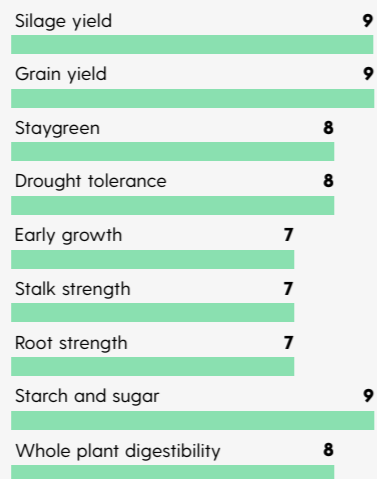 Silage yield 9
Grain yield 9
Staygreen 8
Drought tolerance 8
Early growth 7
Stalk strength 7
Root strength 7
Starch and sugar 9
Whole plant digestibility 8